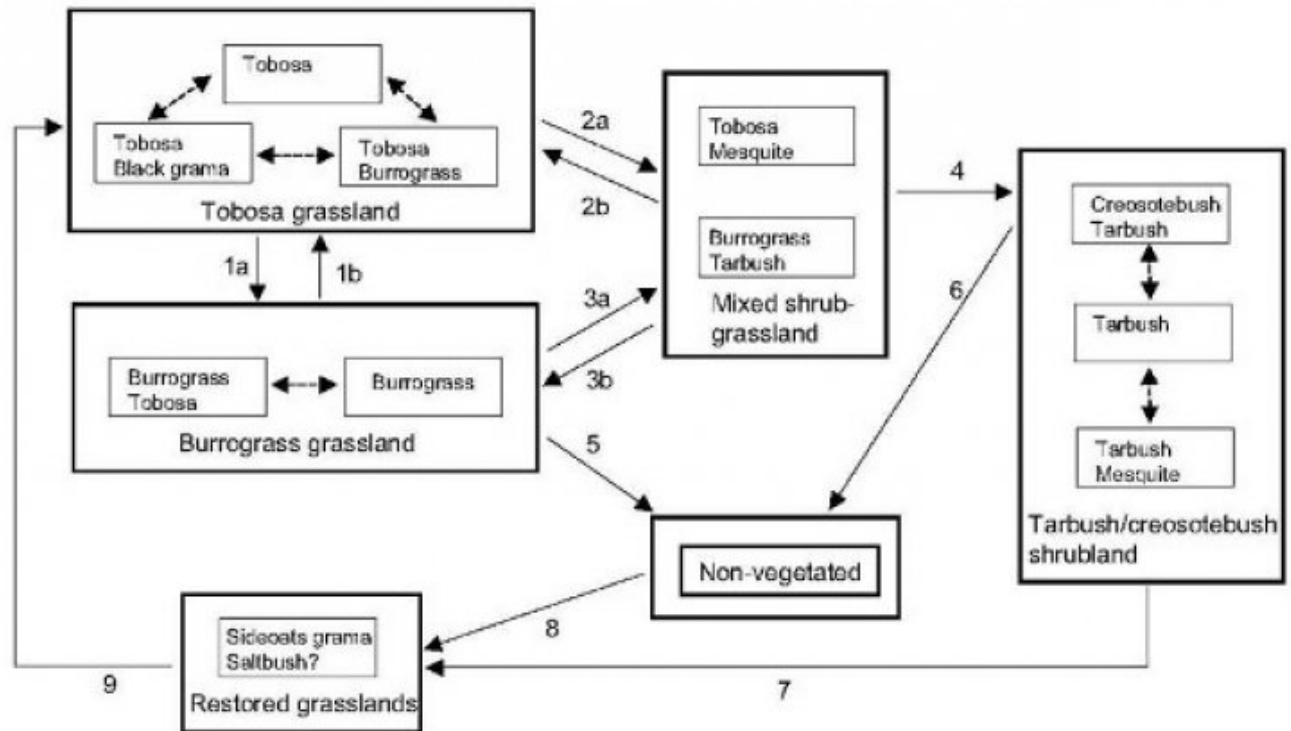 Tobosa
Tobosa
Black grama
Tobosa
Burrograss
Tobosa grassland
1a
1b
2a
2b
Tobosa
Mesquite
Burrograss
Tarbush
Mixed shrub-
grassland
3a
3b
4
Creosotebush
Tarbush
Tarbush
Tarbush
Mesquite
Tarbush/creosotebush
shrubland
6
Burrograss
Tobosa
Burrograss
Burrograss grassland
5
Non-vegetated
8
Sideoats grama
Saltbush?
Restored grasslands
9
7